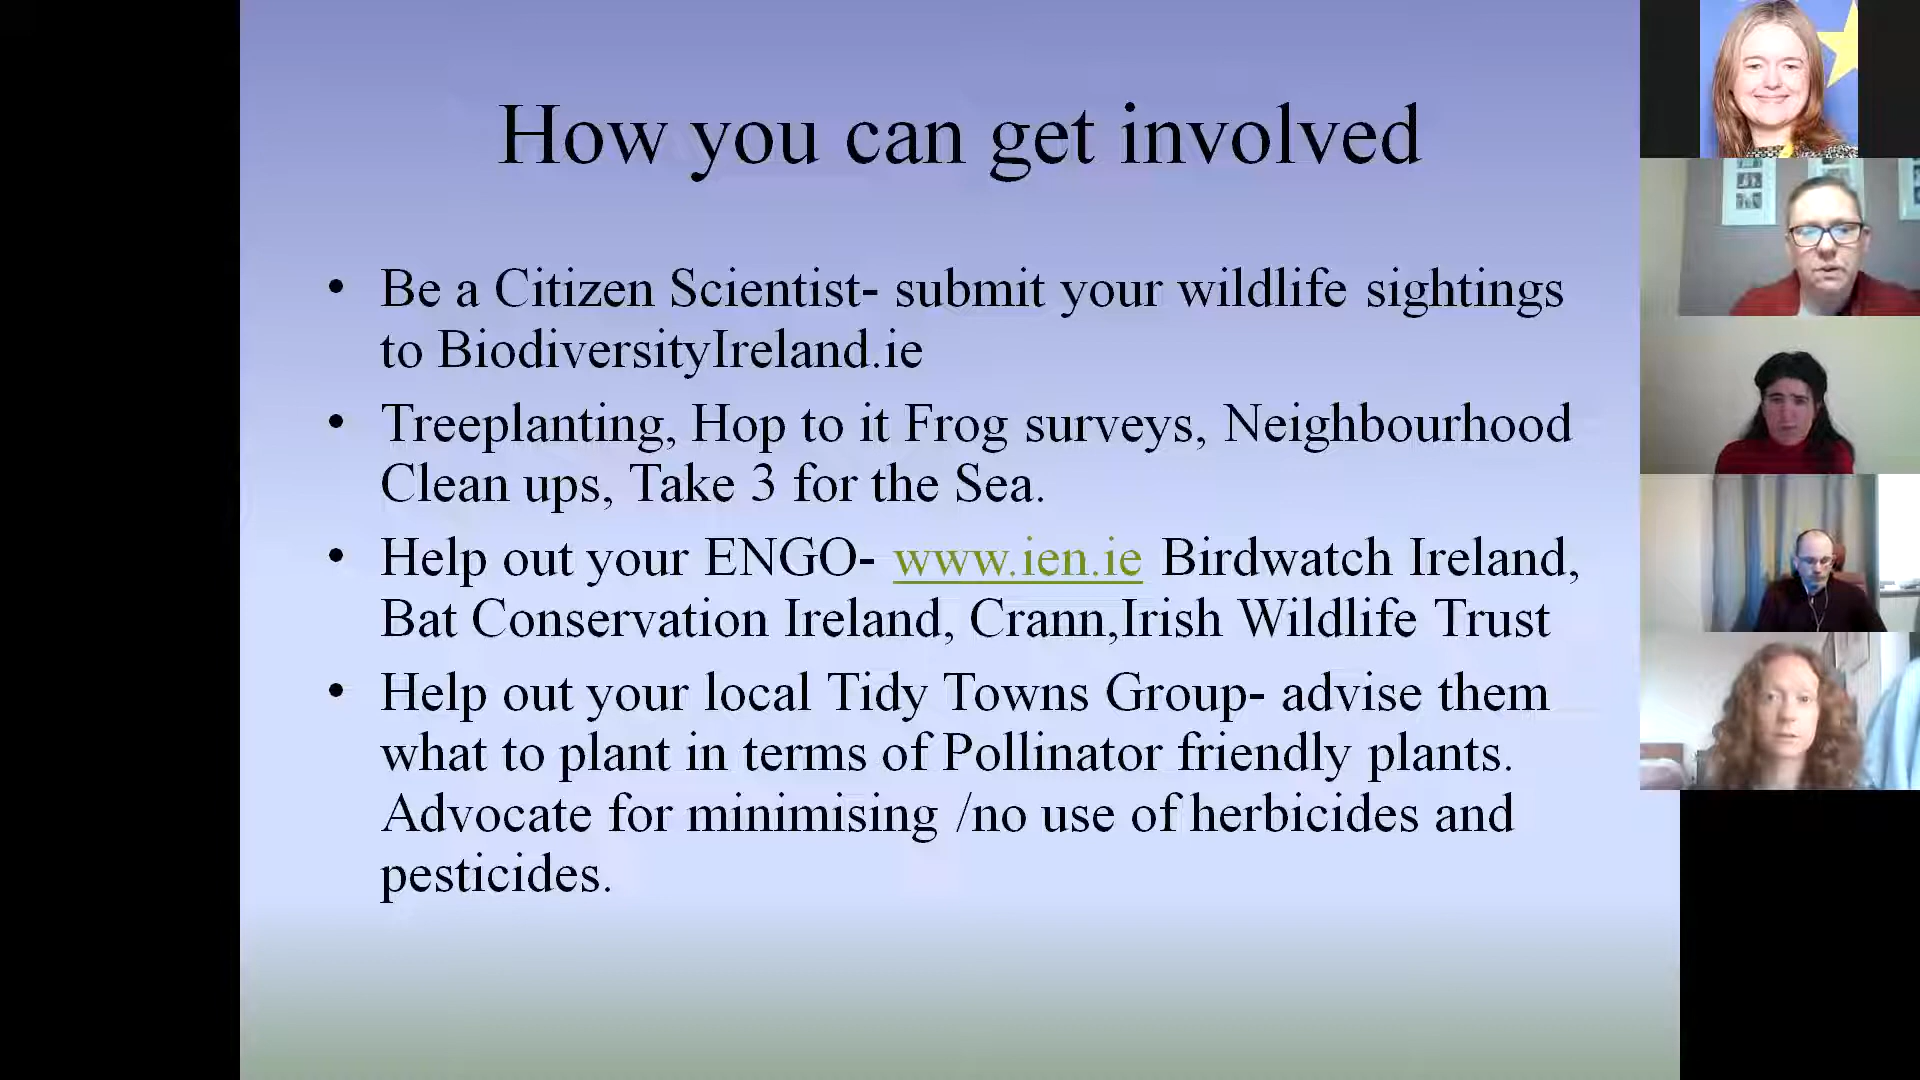 How you can get involved
• Be a Citizen Scientist- submit your wildlife sightings
to BiodiversityIreland.ie
• Treeplanting, Hop to it Frog surveys, Neighbourhood
Clean ups, Take 3 for the Sea.
• Help out your ENGO- www.ien.ie Birdwatch Ireland,
Bat Conservation Ireland, Crann,Irish Wildlife Trust
• Help out your local Tidy Towns Group- advise them
what to plant in terms of Pollinator friendly plants.
Advocate for minimising /no use of herbicides and
pesticides.